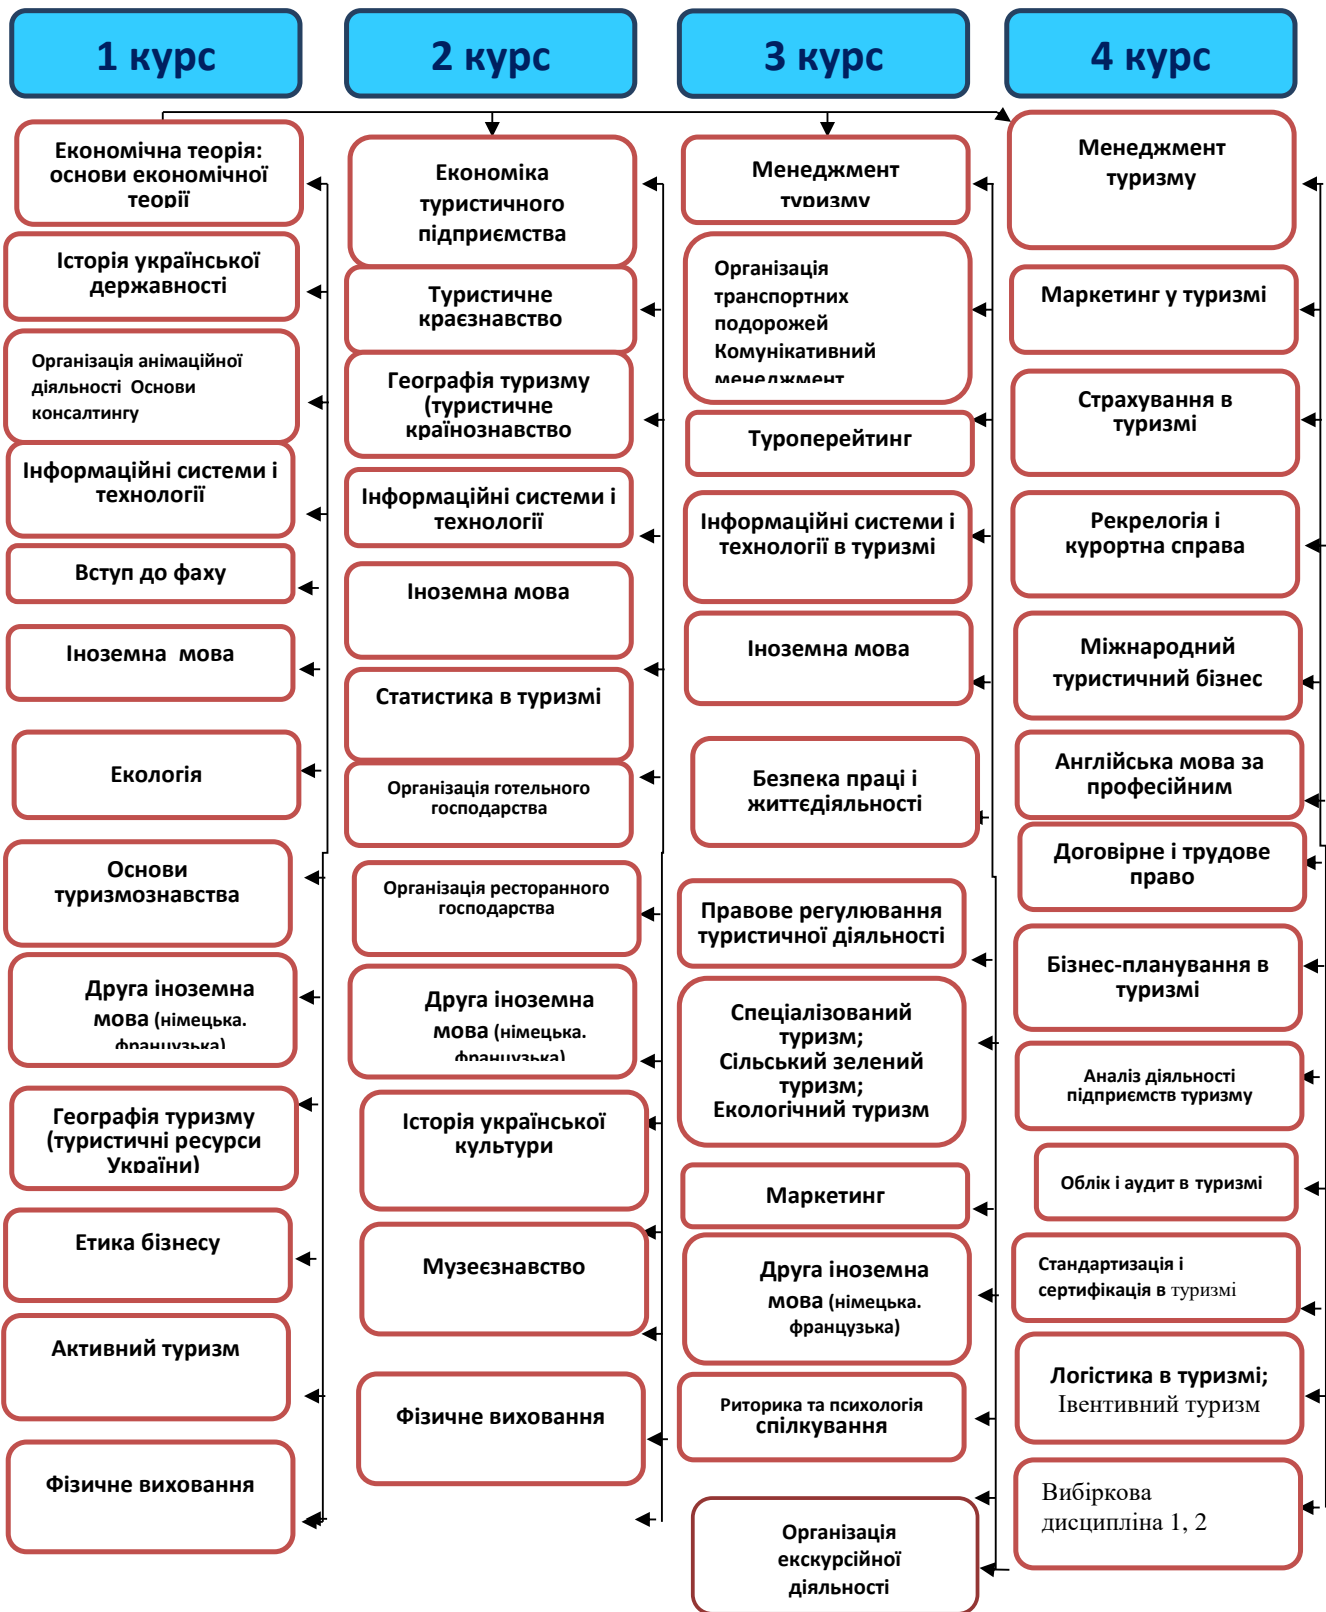 1 курс
2 курс
3 курс
4 курс
Економічна теорія:
основи економічної
теорії
Історія української
державності
Організація анімаційної
діяльності Основи
консалтингу
Інформаційні системи і
технології
Вступ до фаху
Іноземна мова
Екологія
Основи
туризмознавства
Друга іноземна
мова (німецька.
французька)
Географія туризму
(туристичні ресурси
України)
Етика бізнесу
Активний туризм
Фізичне виховання
Економіка
туристичного
підприємства
Туристичне
краєзнавство
Географія туризму
(туристичне
країнознавство
Інформаційні системи і
технології
Іноземна мова
Статистика в туризмі
Організація готельного
господарства
Організація ресторанного
господарства
Друга іноземна
мова (німецька.
французька)
Історія української
культури
Музеєзнавство
Фізичне виховання
Менеджмент
туризму
Організація
транспортних
подорожей
Комунікативний
менеджмент
Туроперейтинг
Інформаційні системи і
технології в туризмі
Іноземна мова
Безпека праці і
життєдіяльності
Правове регулювання
туристичної діяльності
Спеціалізований
туризм;
Сільський зелений
туризм;
Екологічний туризм
Маркетинг
Друга іноземна
мова (німецька.
французька)
Риторика та психологія
спілкування
Організація
екскурсійної
діяльності
Менеджмент
туризму
Маркетинг у туризмі
Страхування в
туризмі
Рекрелогія і
курортна справа
Міжнародний
туристичний бізнес
Англійська мова за
професійним
Договірне і трудове
право
Бізнес-планування в
туризмі
Аналіз діяльності
підприємств туризму
Облік і аудит в туризмі
Стандартизація і
сертифікація в туризмі
Логістика в туризмі;
Івентивний туризм
Вибіркова
дисципліна 1, 2